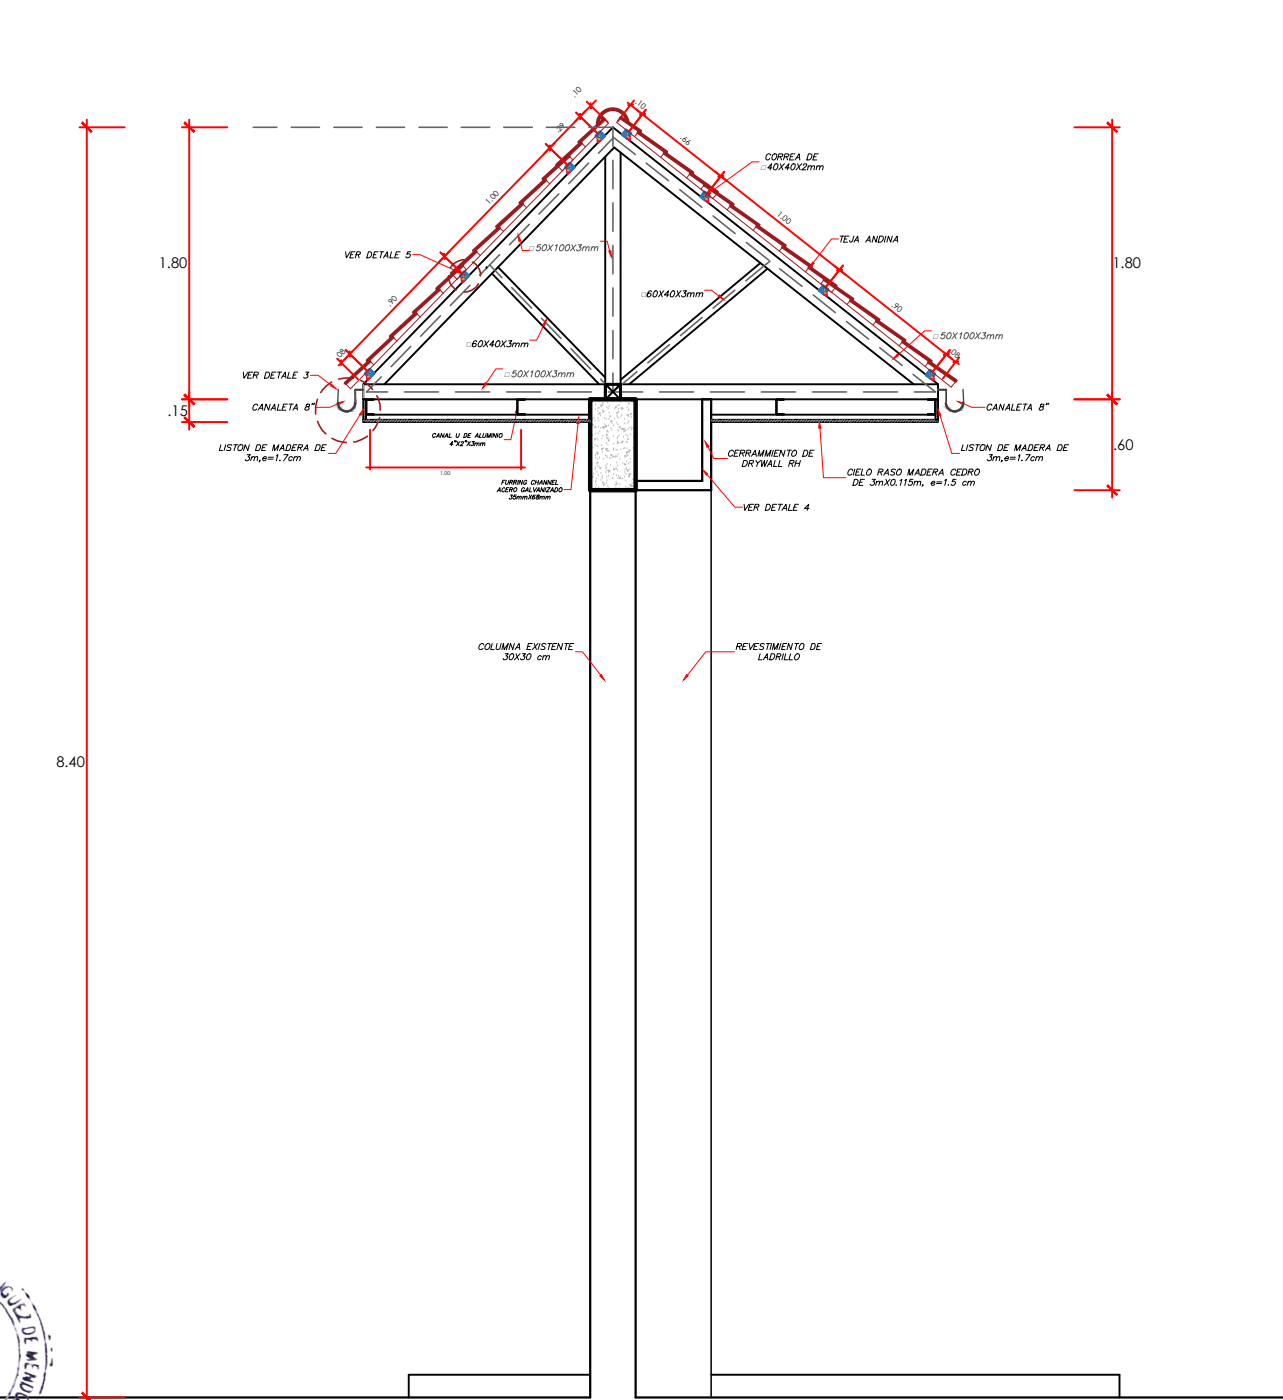 .10
.10
.66
CORREA DE
□40X40X2mm
1.00
1.00
□50X100X3mm
TEJA ANDINA
VER DETALE 5
1.80
1.80
□60X40X3mm
.90
.90
□60X40X3mm
□50X100X3mm
.08
.08
VER DETALE 3
□50X100X3mm
CANALETA 8"
CANALETA 8"
.15
CANAL U DE ALUMINIO
4"X2"X3mm
LISTON DE MADERA DE
3m,e=1.7cm
CERRAMMIENTO DE
DRYWALL RH
LISTON DE MADERA DE
3m,e=1.7cm
.60
1.00
FURRING CHANNEL
ACERO GALVANIZADO
35mmX68mm
CIELO RASO MADERA CEDRO
DE 3mX0.115m, e=1.5 cm
VER DETALE 4
COLUMNA EXISTENTE
30X30 cm
REVESTIMIENTO DE
LADRILLO
8.40
GUEZ DE MEND